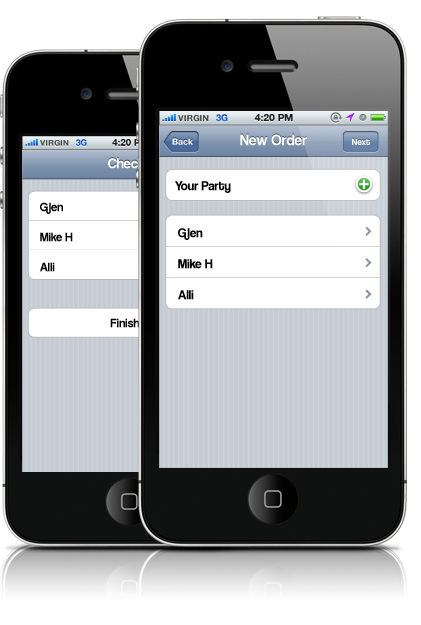 VIRGIN 3G 4:20 P
Chec
Gjen
Mike H
Alli
Finish
VIRGIN 3G 4:20 PM
Back New Order Next
Your Party
Gjen
Mike H
Alli